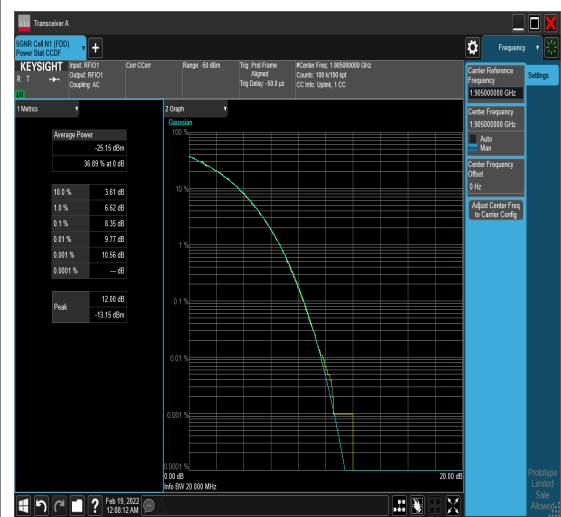 Transceiver A
5GNR Cell N1 (FDD)
Power Stat CCDF
Frequency
KEYSIGHT
R T
LXI
Input: RFIO1
Output: RFIO1
Coupling: AC
Corr CCorr
Range: -50 dBm
Trig: Prot Frame
Aligned
Trig Delay: -50.0 µs
#Center Freq: 1.905000000 GHz
Counts: 100 k/100 kpt
CC Info: Uplink, 1 CC
1 Metrics
Average Power
-25.15 dBm
36.89 % at 0 dB
10.0 % 3.61 dB
1.0 % 6.62 dB
0.1 % 8.35 dB
0.01 % 9.77 dB
0.001 % 10.56 dB
0.0001 % --- dB
Peak
12.00 dB
-13.15 dBm
2 Graph
Gaussian
100 %
10 %
1 %
0.1 %
0.01 %
0.001 %
0.0001 %
0.00 dB 20.00 dB
Info BW 20.000 MHz
Carrier Reference
Frequency
1.905000000 GHz
Settings
Center Frequency
1.905000000 GHz
Auto
Man
Center Frequency
Offset
0 Hz
Adjust Center Freq
to Carrier Config
Prototype
Limited
Sale
Allowed
Feb 19, 2022
12:08:12 AM